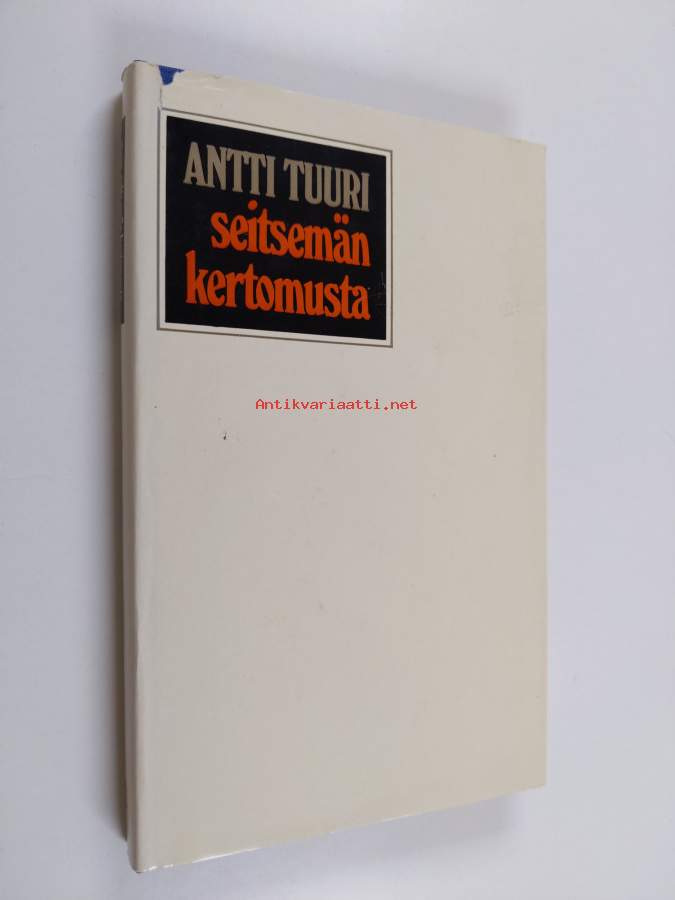 ANTTI TUURI
seitsemän
kertomusta
Antikvariaatti.net